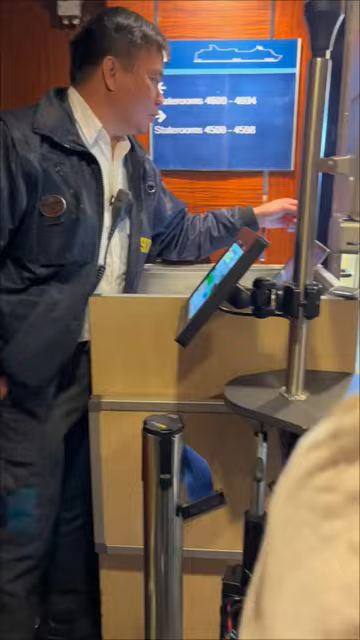 ←
Staterooms 4600 - 4694
→
Staterooms 4500 - 4598